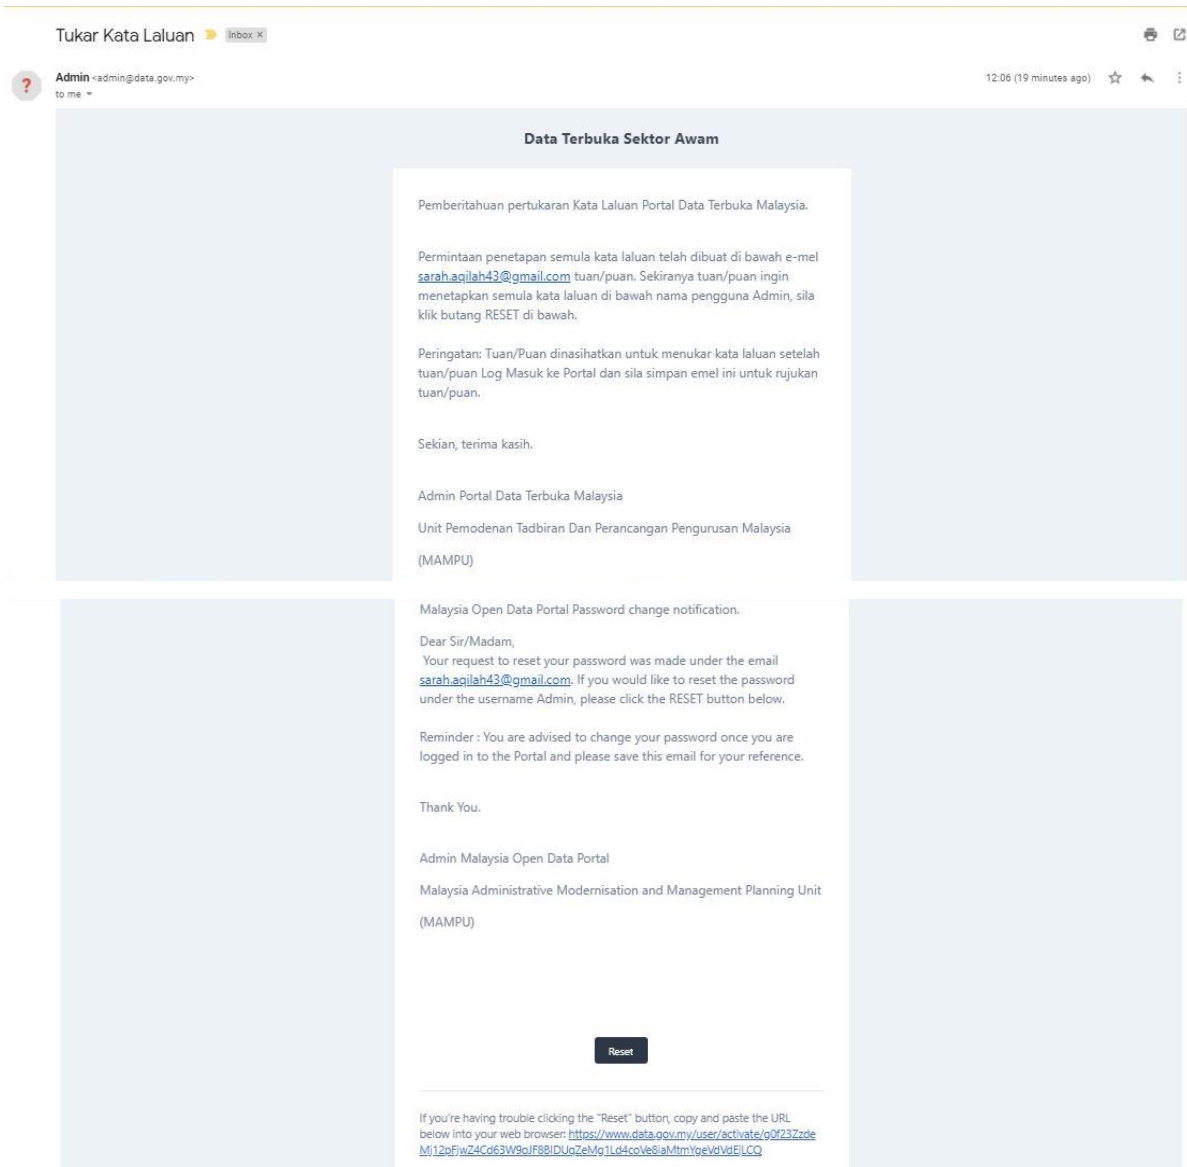 Tukar Kata Laluan
Inbox ×
Admin <admin@data.gov.my>
12:06 (19 minutes ago)
to me
Data Terbuka Sektor Awam
Pemberitahuan pertukaran Kata Laluan Portal Data Terbuka Malaysia.
Permintaan penetapan semula kata laluan telah dibuat di bawah e-mel
sarah.aqilah43@gmail.com tuan/puan. Sekiranya tuan/puan ingin
menetapkan semula kata laluan di bawah nama pengguna Admin, sila
klik butang RESET di bawah.
Peringatan: Tuan/Puan dinasihatkan untuk menukar kata laluan setelah
tuan/puan Log Masuk ke Portal dan sila simpan emel ini untuk rujukan
tuan/puan.
Sekian, terima kasih.
Admin Portal Data Terbuka Malaysia
Unit Pemodenan Tadbiran Dan Perancangan Pengurusan Malaysia
(MAMPU)
Malaysia Open Data Portal Password change notification.
Dear Sir/Madam,
Your request to reset your password was made under the email
sarah.aqilah43@gmail.com. If you would like to reset the password
under the username Admin, please click the RESET button below.
Reminder : You are advised to change your password once you are
logged in to the Portal and please save this email for your reference.
Thank You.
Admin Malaysia Open Data Portal
Malaysia Administrative Modernisation and Management Planning Unit
(MAMPU)
Reset
If you're having trouble clicking the "Reset" button, copy and paste the URL
below into your web browser: